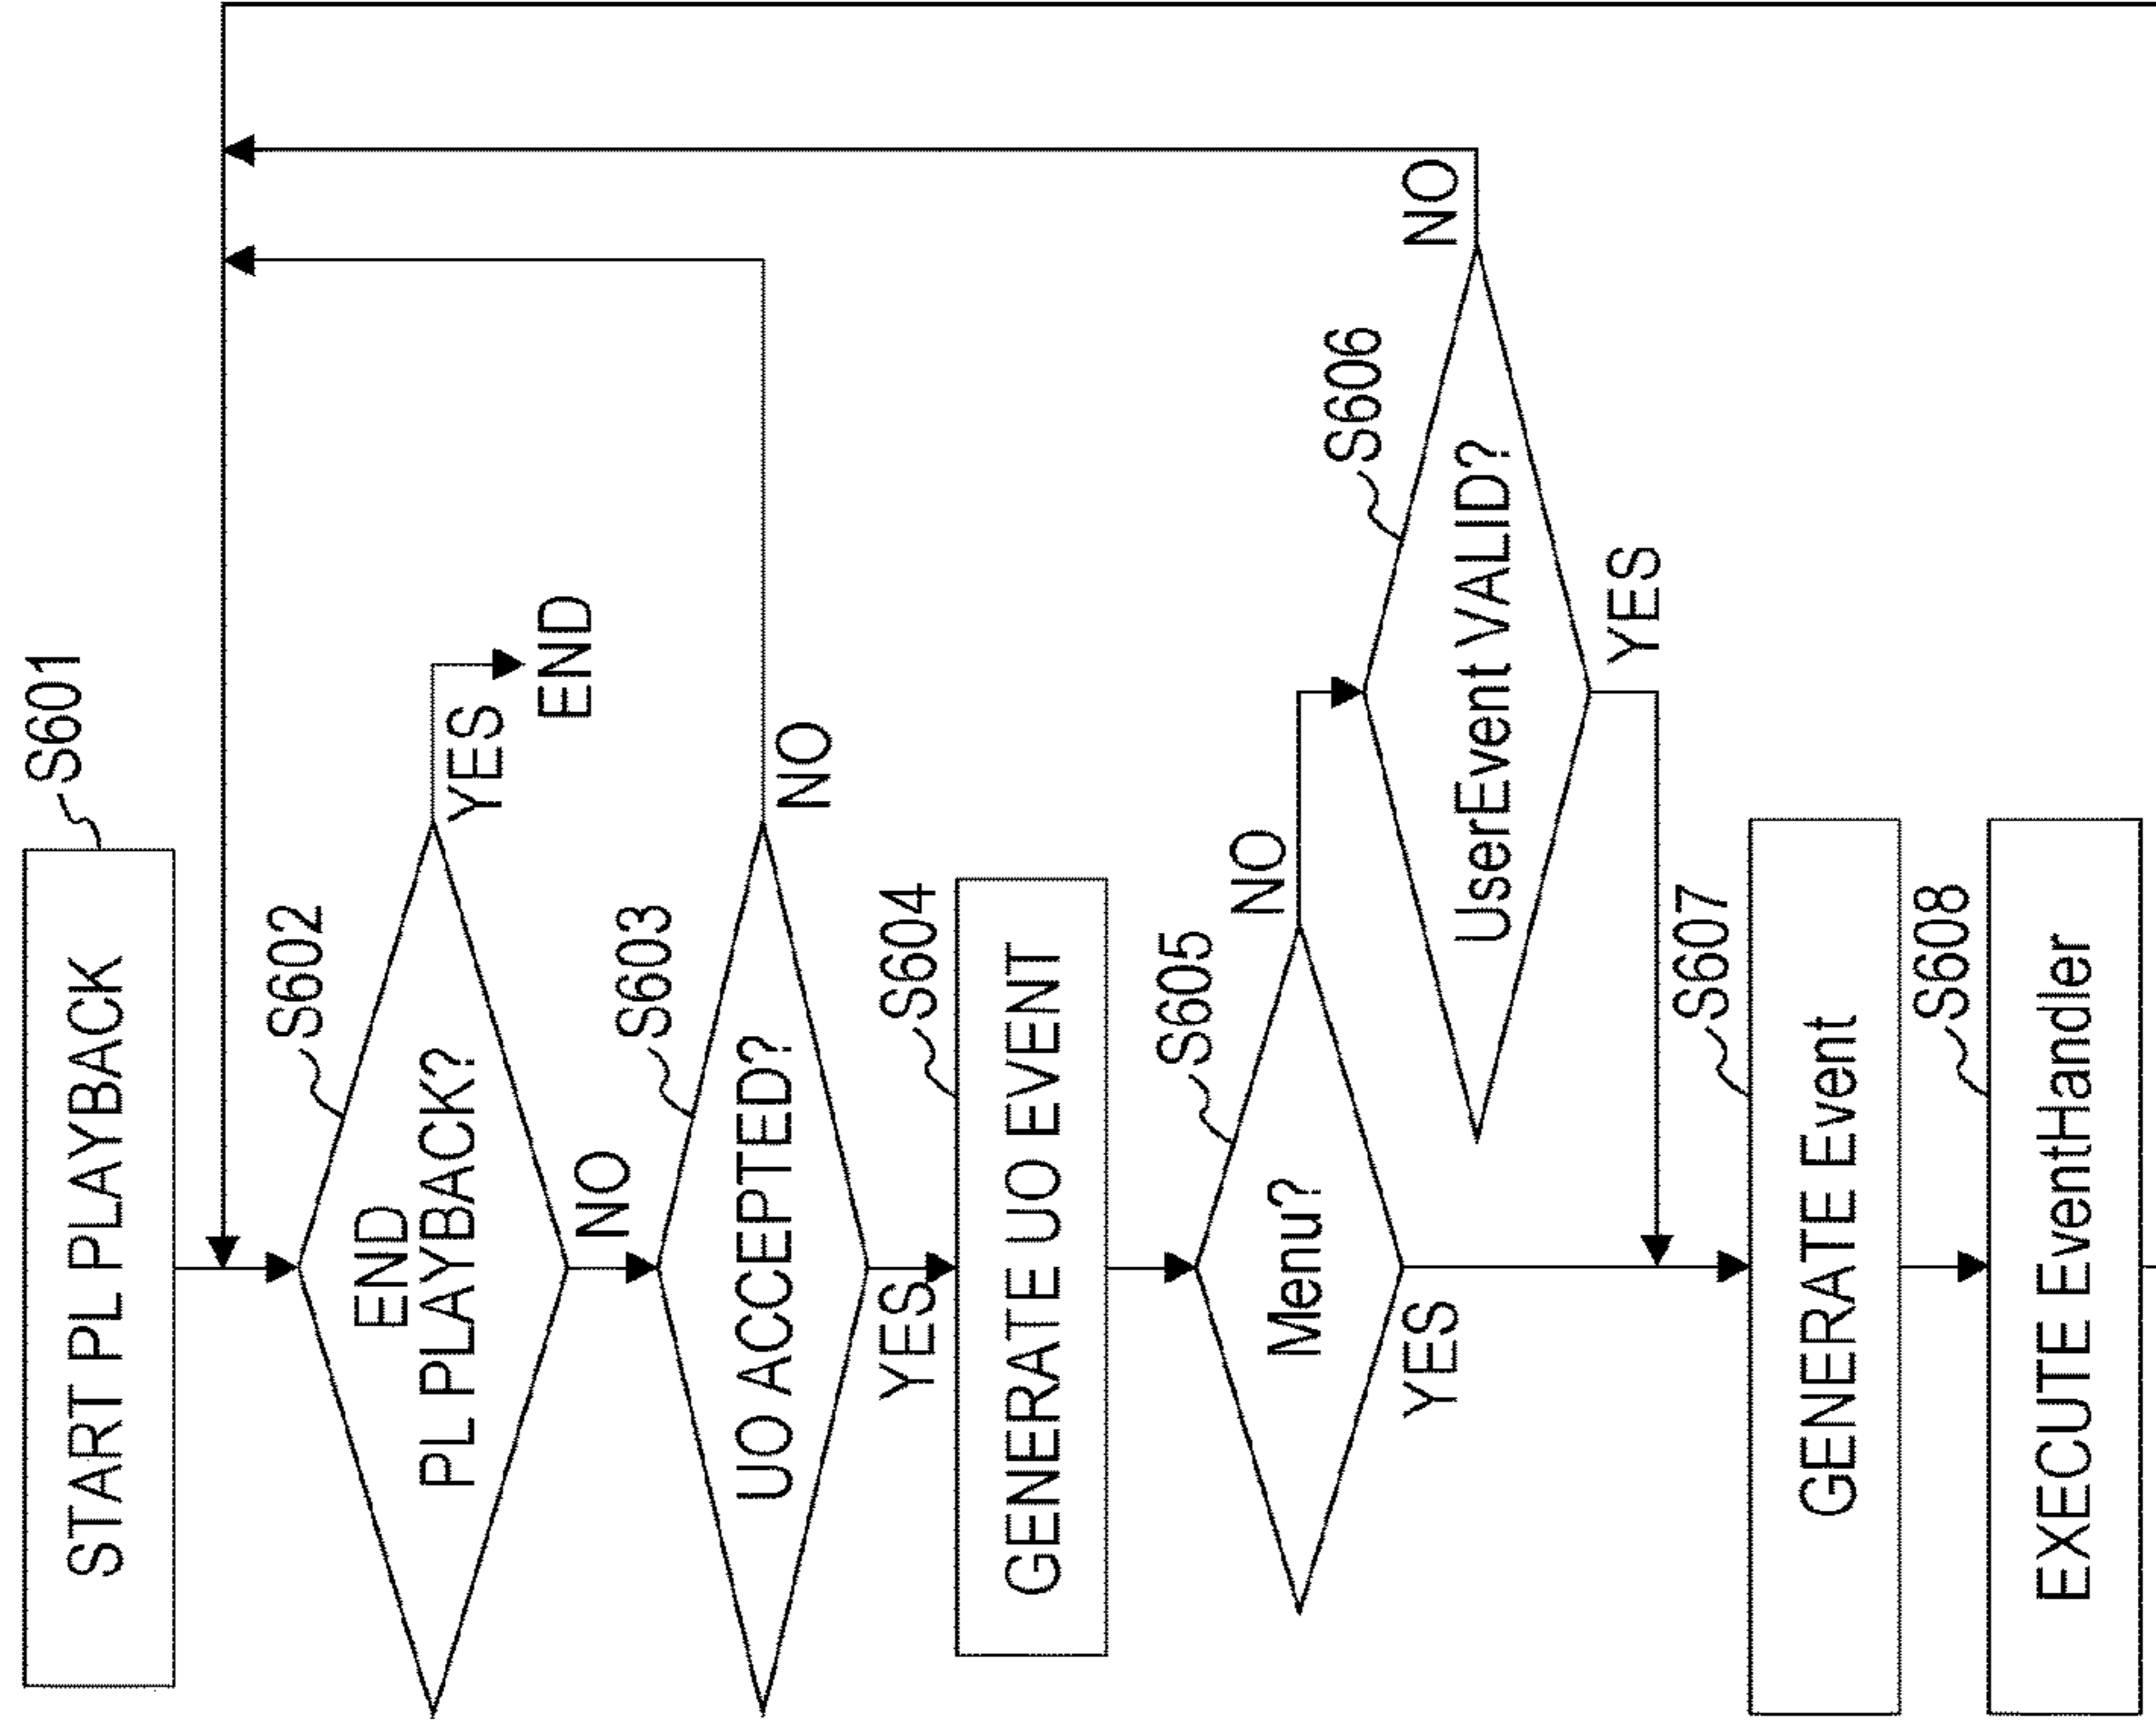 START PL PLAYBACK
S601
S602
END
PL PLAYBACK?
YES
END
NO
S603
UO ACCEPTED?
NO
YES
S604
GENERATE UO EVENT
S605
Menu?
NO
YES
S606
UserEvent VALID?
NO
YES
S607
GENERATE Event
S608
EXECUTE EventHandler